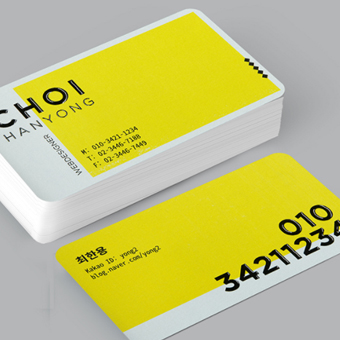 CHOI
HANYONG
WEBDESIGNER
M: 010-3421-1234
T: 02-3446-7188
F: 02-3446-7449
최한용
Kakao ID: yong2
blog.naver.com/yong2
010
34211234